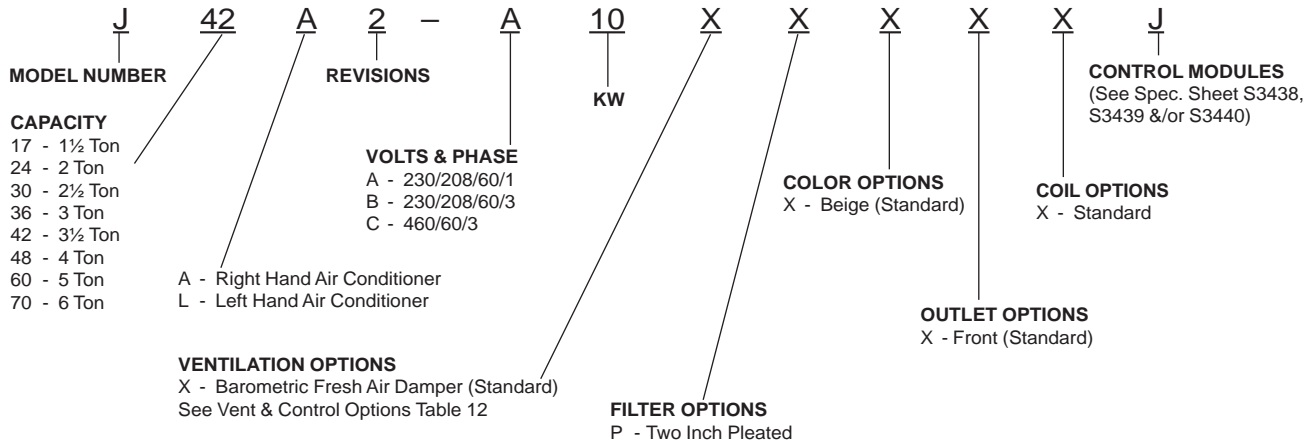 J 42 A 2 – A 10 X X X X X J
MODEL NUMBER
REVISIONS
KW
CONTROL MODULES
(See Spec. Sheet S3438,
S3439 &/or S3440)
CAPACITY
17 - 1½ Ton
24 - 2 Ton
30 - 2½ Ton
36 - 3 Ton
42 - 3½ Ton
48 - 4 Ton
60 - 5 Ton
70 - 6 Ton
VOLTS & PHASE
A - 230/208/60/1
B - 230/208/60/3
C - 460/60/3
COLOR OPTIONS
X - Beige (Standard)
COIL OPTIONS
X - Standard
A - Right Hand Air Conditioner
L - Left Hand Air Conditioner
OUTLET OPTIONS
X - Front (Standard)
VENTILATION OPTIONS
X - Barometric Fresh Air Damper (Standard)
See Vent & Control Options Table 12
FILTER OPTIONS
P - Two Inch Pleated